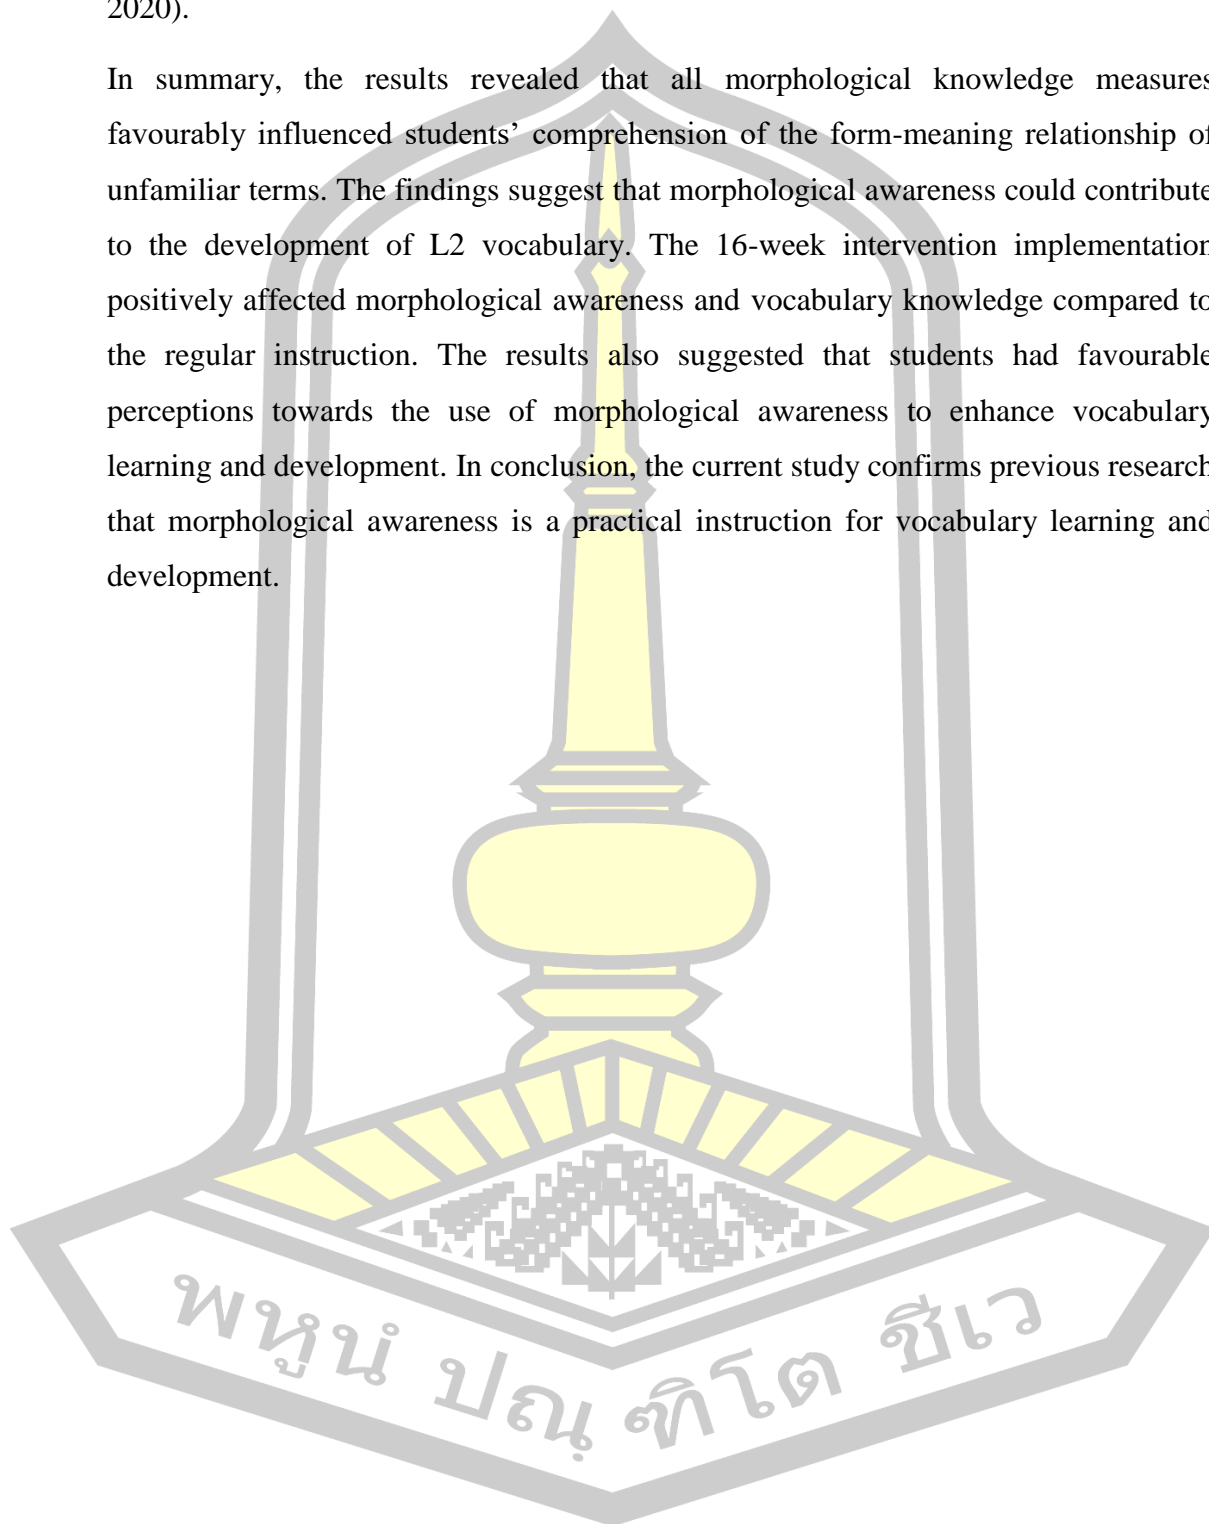 2020).
In summary, the results revealed that all morphological knowledge measures
favourably influenced students’ comprehension of the form-meaning relationship of
unfamiliar terms. The findings suggest that morphological awareness could contribute
to the development of L2 vocabulary. The 16-week intervention implementation
positively affected morphological awareness and vocabulary knowledge compared to
the regular instruction. The results also suggested that students had favourable
perceptions towards the use of morphological awareness to enhance vocabulary
learning and development. In conclusion, the current study confirms previous research
that morphological awareness is a practical instruction for vocabulary learning and
development.
พหูนํ ปณฺฑิโต ชีเว